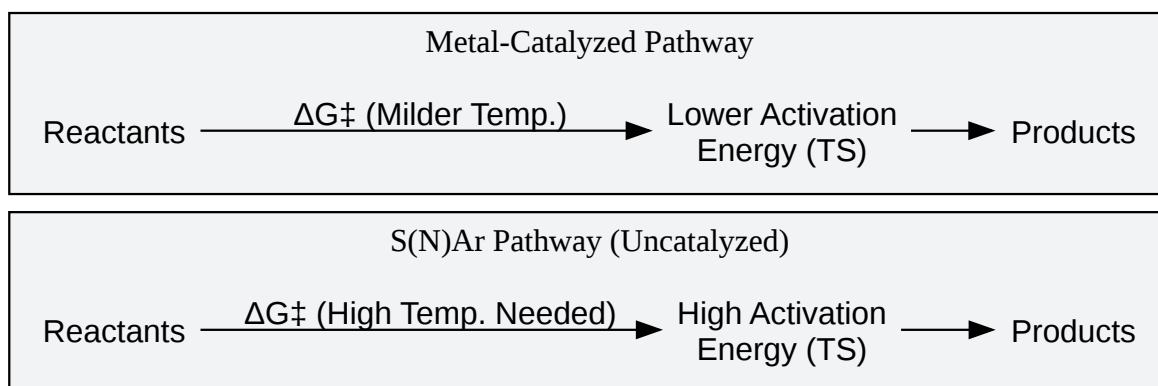 Metal-Catalyzed Pathway
Reactants
ΔG‡ (Milder Temp.)
Lower Activation
Energy (TS)
Products
S(N)Ar Pathway (Uncatalyzed)
Reactants
ΔG‡ (High Temp. Needed)
High Activation
Energy (TS)
Products